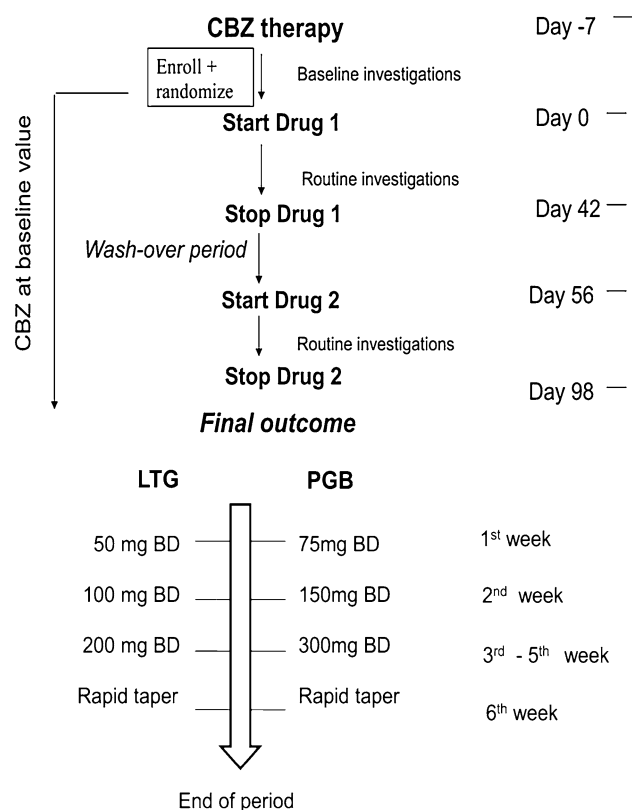 CBZ therapy
Day -7
Enroll +
randomize
Baseline investigations
Start Drug 1
Day 0
Routine investigations
Stop Drug 1
Day 42
Wash-over period
Start Drug 2
Day 56
Routine investigations
Stop Drug 2
Day 98
Final outcome
CBZ at baseline value
LTG
PGB
50 mg BD
75mg BD
1st week
100 mg BD
150mg BD
2nd week
200 mg BD
300mg BD
3rd - 5th week
Rapid taper
Rapid taper
6th week
End of period